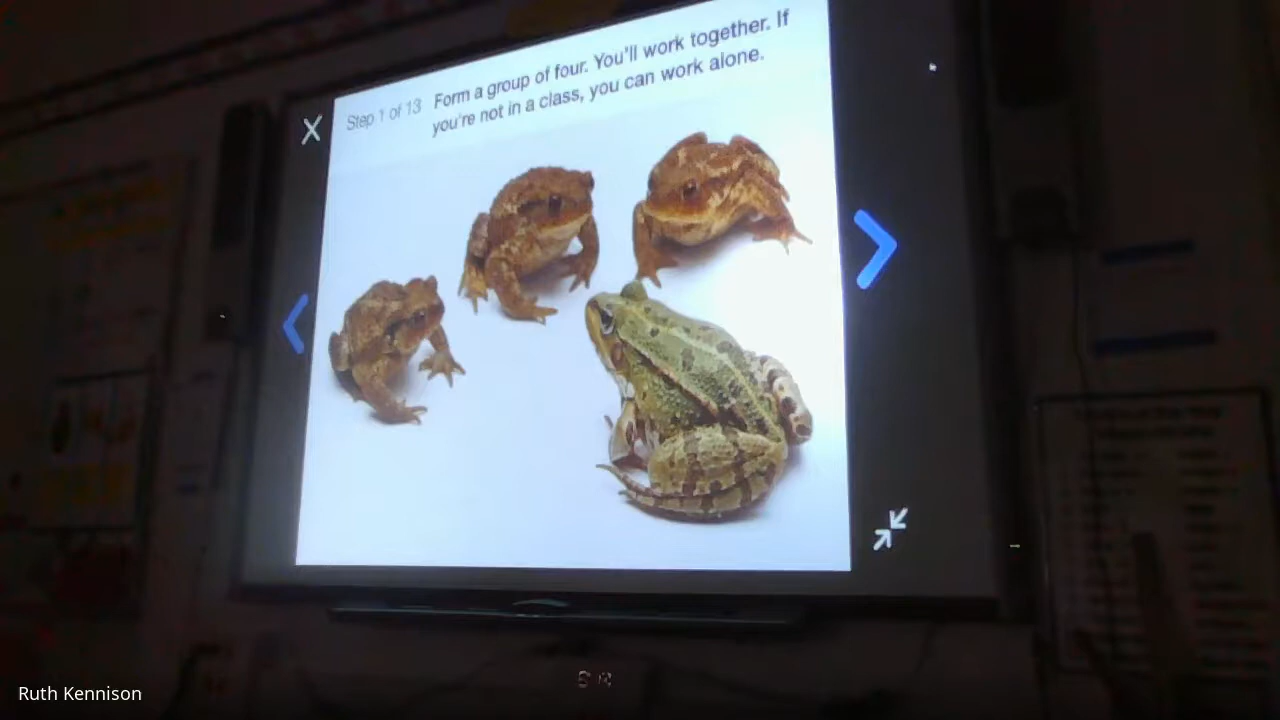 Step 1 of 13 Form a group of four. You'll work together. If
you're not in a class, you can work alone.
Ruth Kennison